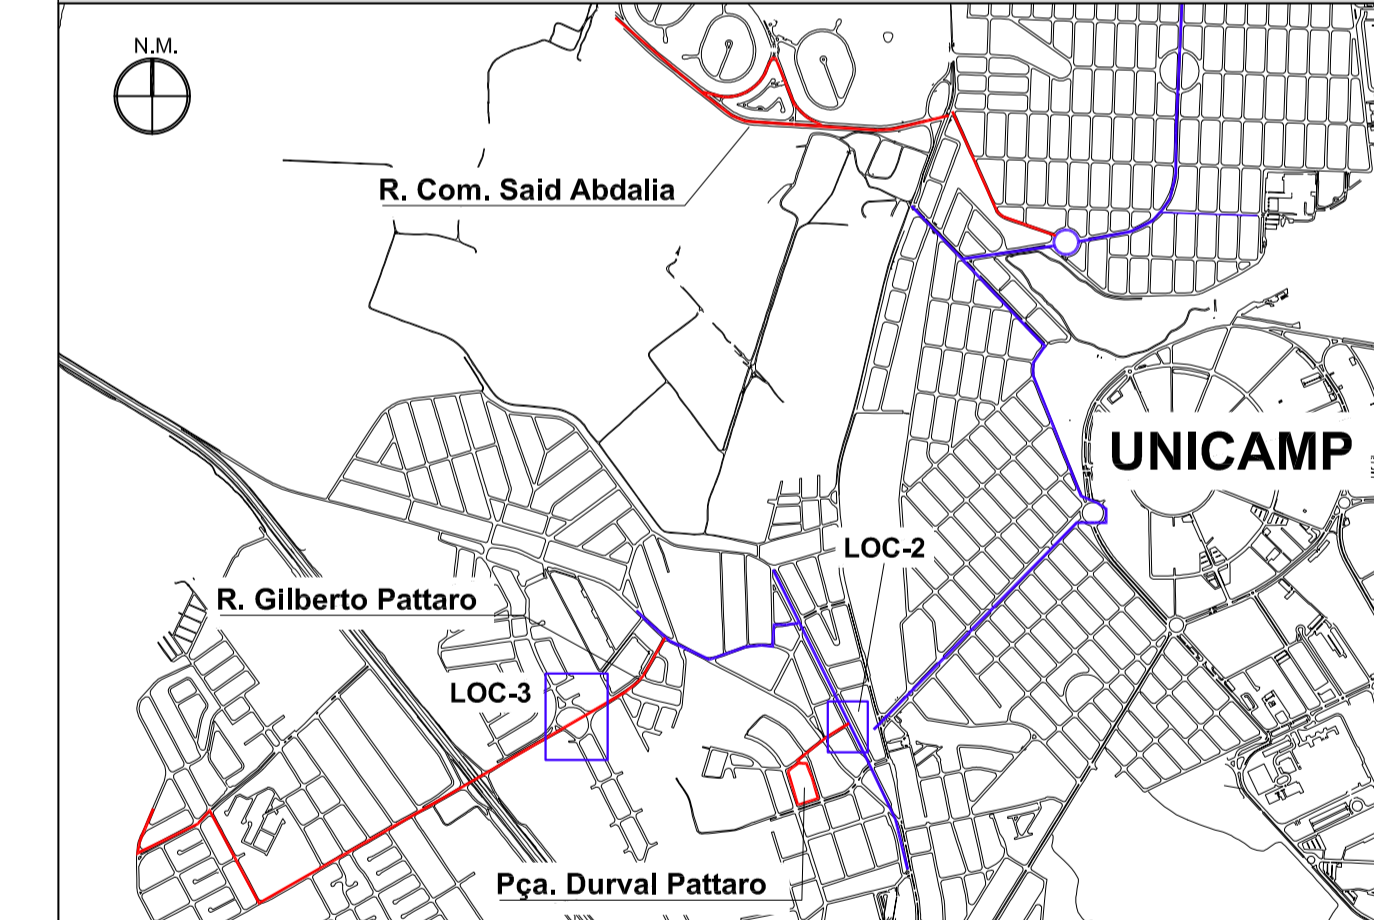 N.M.
R. Com. Said Abdalia
UNICAMP
LOC-2
R. Gilberto Pattaro
LOC-3
Pça. Durval Pattaro